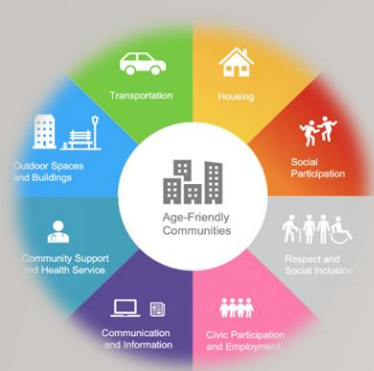 Transportation
Housing
Social
Participation
Respect and
Social Inclusion
Civic Participation
and Employment
Communication
and Information
Community Support
and Health Service
Outdoor Spaces
and Buildings
Age-Friendly
Communities